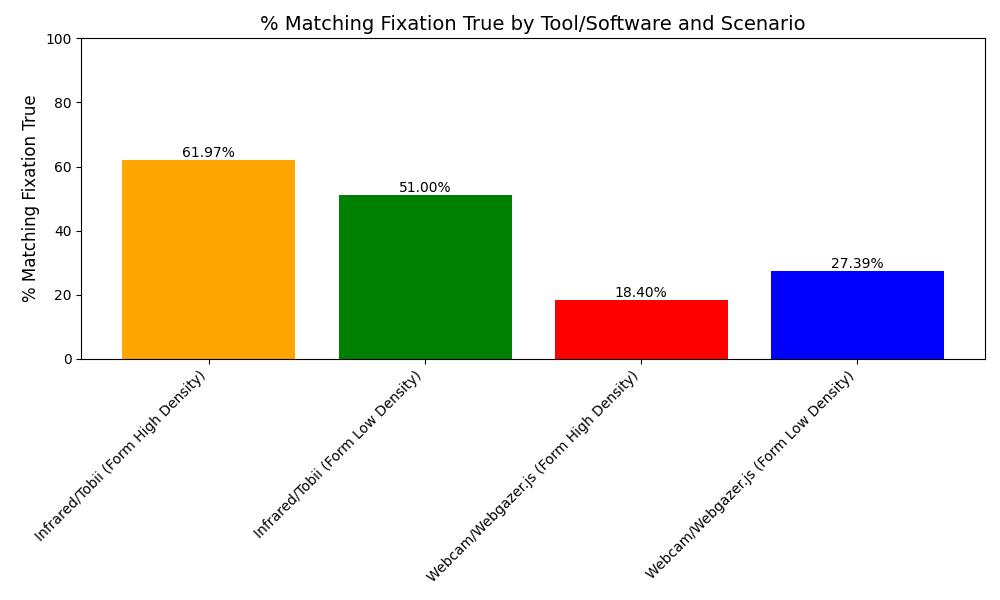 % Matching Fixation True by Tool/Software and Scenario
% Matching Fixation True
100
80
60
40
20
0
61.97%
51.00%
18.40%
27.39%
Infrared/Tobii (Form High Density)
Infrared/Tobii (Form Low Density)
Webcam/Webgazer.js (Form High Density)
Webcam/Webgazer.js (Form Low Density)